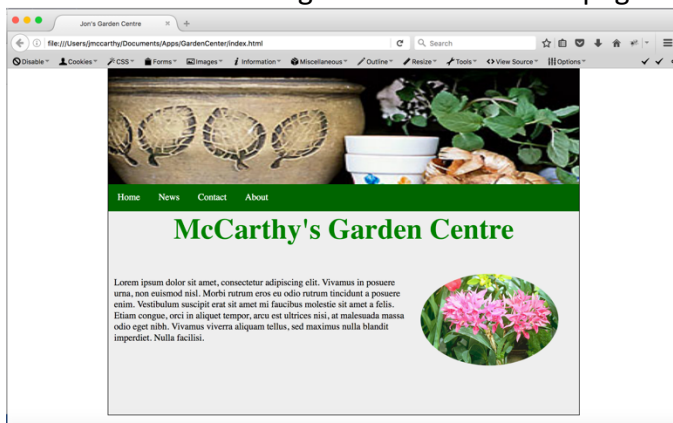 Jon's Garden Centre
file:///Users/jmccarthy/Documents/Apps/GardenCenter/index.html
Search
Disable Cookies CSS Forms Images Information Miscellaneous Outline Resize Tools View Source Options
Home News Contact About
McCarthy's Garden Centre
Lorem ipsum dolor sit amet, consectetur adipiscing elit. Vivamus in posuere
urna, non euismod nisl. Morbi rutrum eros eu odio rutrum tincidunt a posuere
enim. Vestibulum suscipit erat sit amet mi faucibus molestie sit amet a felis.
Etiam congue, orci in aliquet tempor, arcu est ultrices nisi, at malesuada massa
odio eget nibh. Vivamus viverra aliquam tellus, sed maximus nulla blandit
imperdiet. Nulla facilisi.